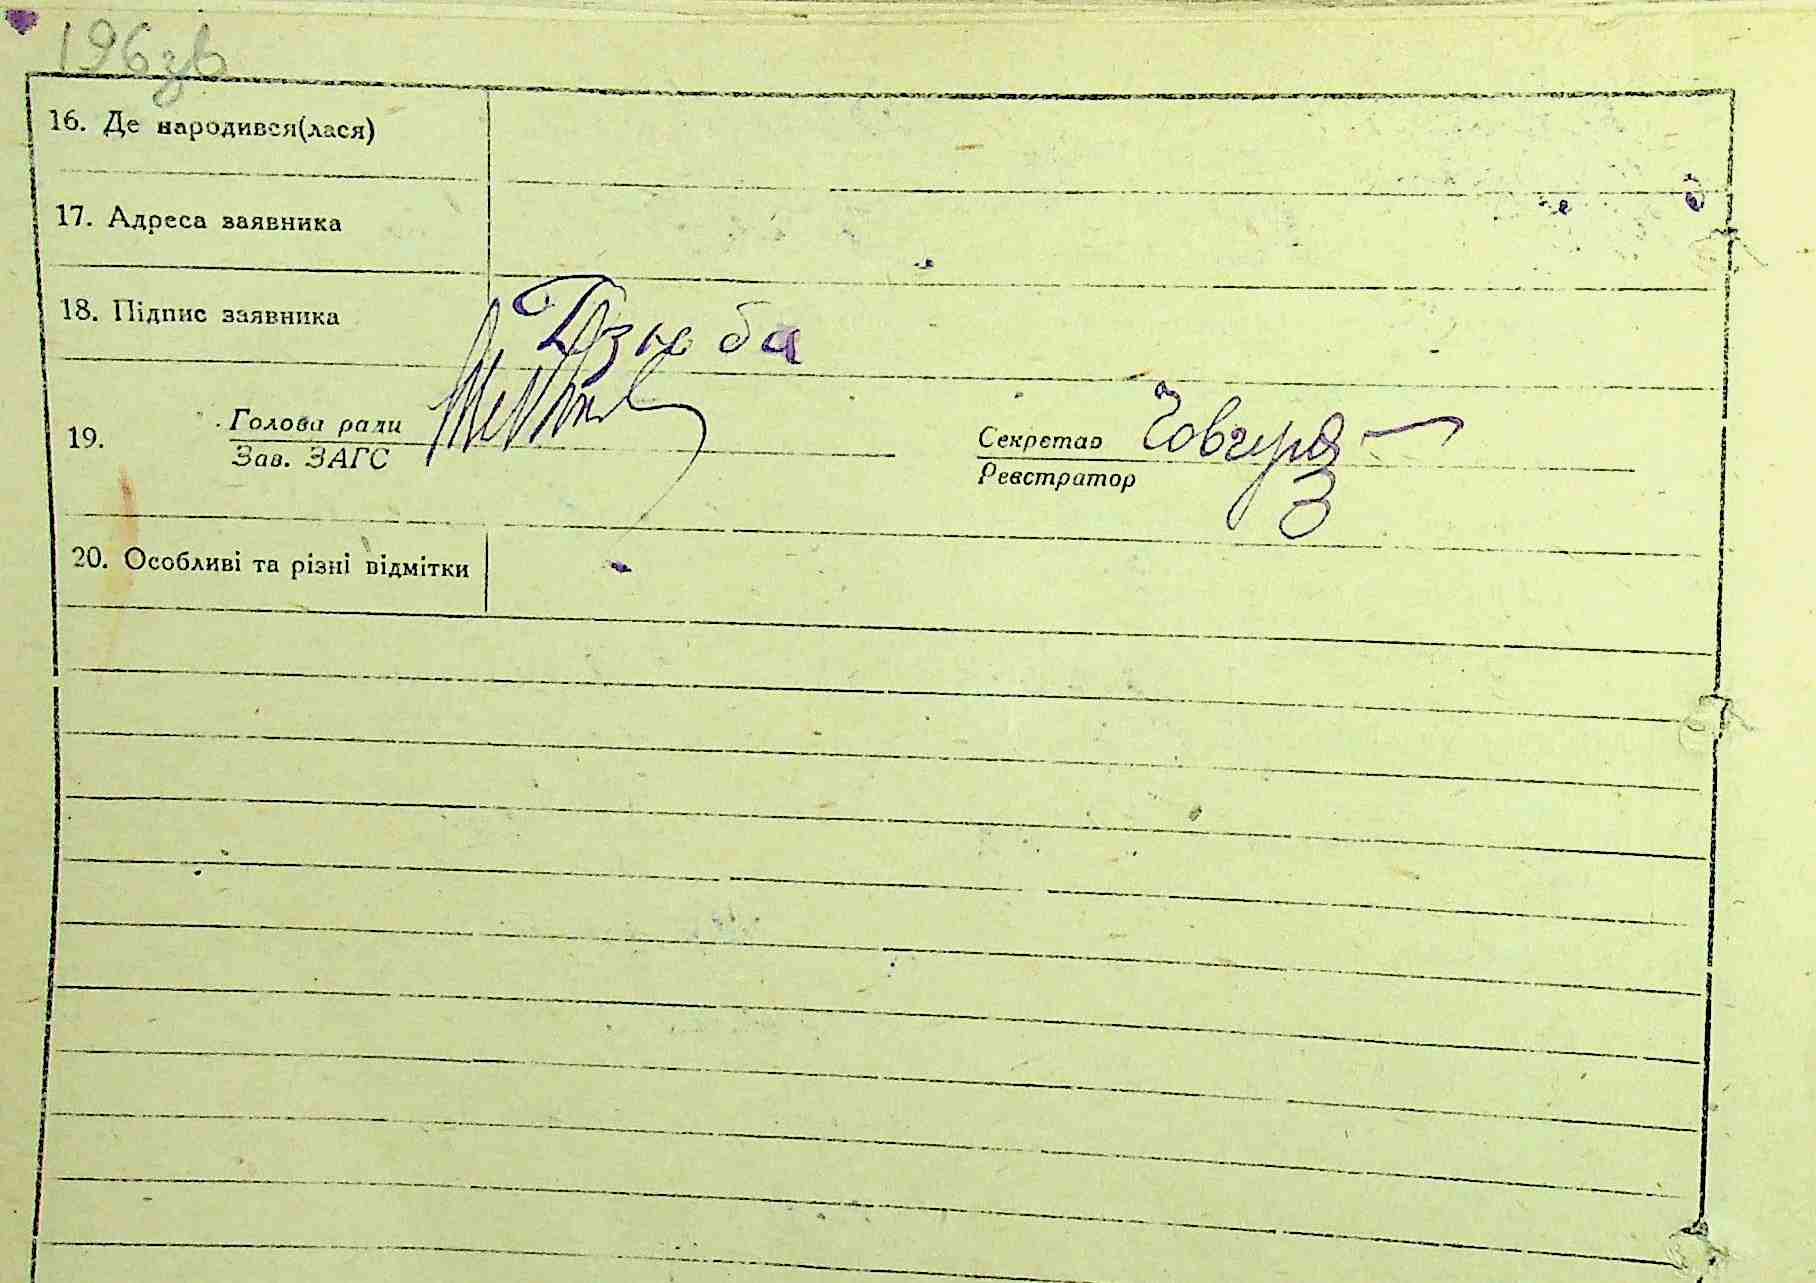 196зв
16. Де народився(лася)
17. Адреса заявника
18. Підпис заявника Дзюба
19. Голова ради Секретар
Зав. ЗАГС Реєстратор
20. Особливі та різні відмітки